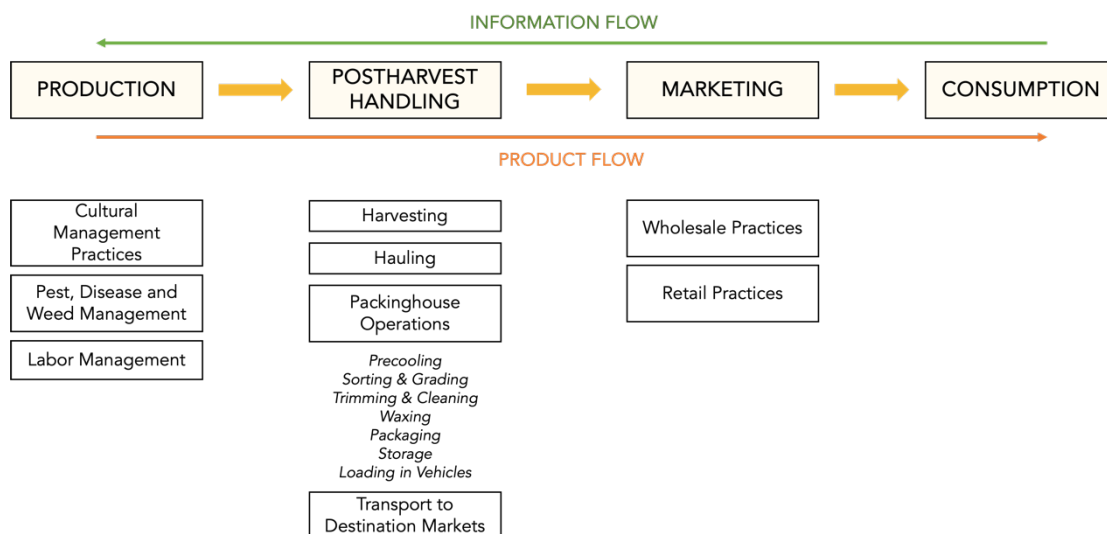 INFORMATION FLOW
PRODUCTION
POSTHARVEST
HANDLING
MARKETING
CONSUMPTION
PRODUCT FLOW
Cultural
Management
Practices
Pest, Disease and
Weed Management
Labor Management
Harvesting
Hauling
Packinghouse
Operations
Precooling
Sorting & Grading
Trimming & Cleaning
Waxing
Packaging
Storage
Loading in Vehicles
Transport to
Destination Markets
Wholesale Practices
Retail Practices